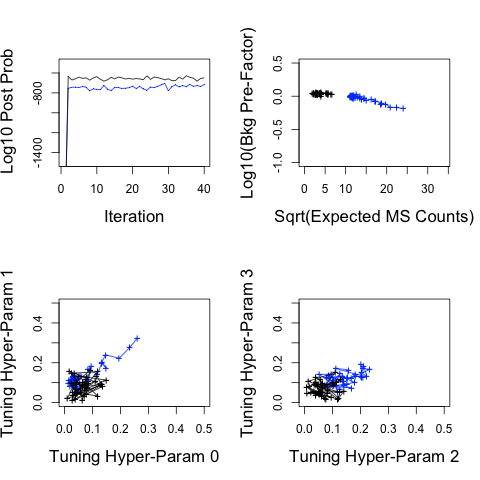 Log10 Post Prob
-800
-1400
0 10 20 30 40
Iteration
Log10(Bkg Pre-Factor)
0.5
0.0
-0.5
-1.0
0 5 10 20 30
Sqrt(Expected MS Counts)
Tuning Hyper-Param 1
0.4
0.2
0.0
0.0 0.1 0.2 0.3 0.4 0.5
Tuning Hyper-Param 0
Tuning Hyper-Param 3
0.4
0.2
0.0
0.0 0.1 0.2 0.3 0.4 0.5
Tuning Hyper-Param 2